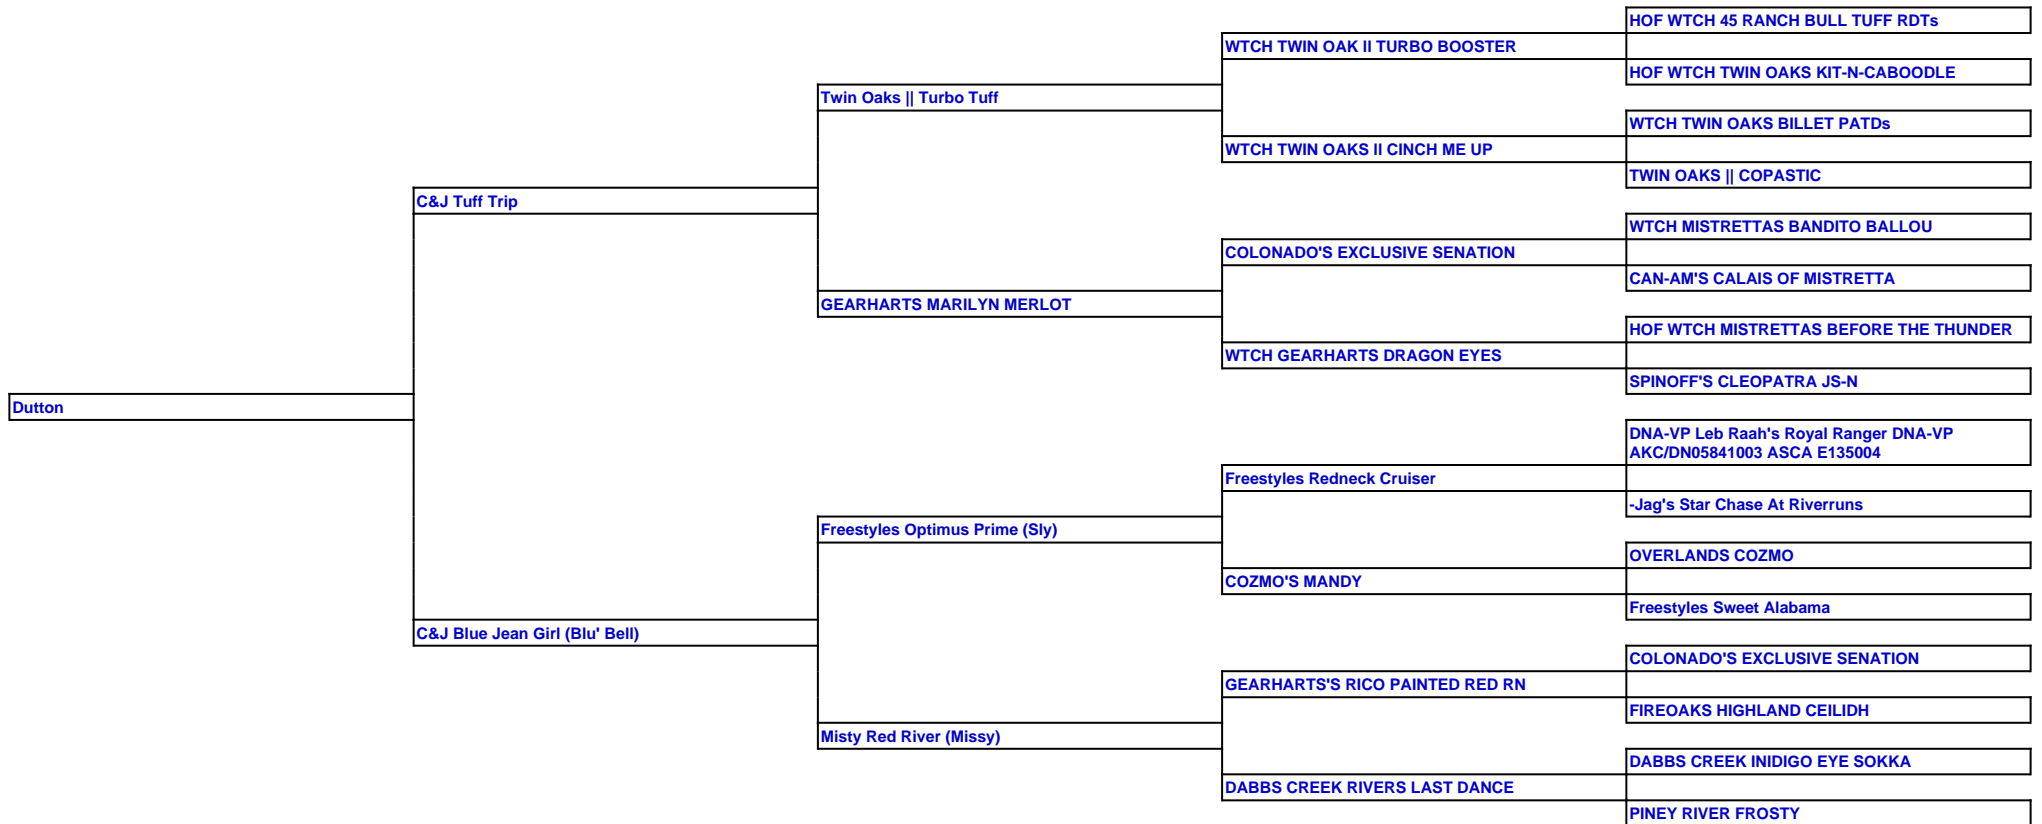 HOF WTCH 45 RANCH BULL TUFF RDTs
WTCH TWIN OAK II TURBO BOOSTER
HOF WTCH TWIN OAKS KIT-N-CABOODLE
Twin Oaks || Turbo Tuff
WTCH TWIN OAKS BILLET PATDs
WTCH TWIN OAKS II CINCH ME UP
TWIN OAKS || COPASTIC
C&J Tuff Trip
WTCH MISTRETTAS BANDITO BALLOU
COLONADO'S EXCLUSIVE SENATION
CAN-AM'S CALAIS OF MISTRETTA
GEARHARTS MARILYN MERLOT
HOF WTCH MISTRETTAS BEFORE THE THUNDER
WTCH GEARHARTS DRAGON EYES
SPINOFF'S CLEOPATRA JS-N
Dutton
DNA-VP Leb Raah's Royal Ranger DNA-VP
AKC/DN05841003 ASCA E135004
Freestyles Redneck Cruiser
-Jag's Star Chase At Riverruns
Freestyles Optimus Prime (Sly)
OVERLANDS COZMO
COZMO'S MANDY
Freestyles Sweet Alabama
C&J Blue Jean Girl (Blu' Bell)
COLONADO'S EXCLUSIVE SENATION
GEARHARTS'S RICO PAINTED RED RN
FIREOAKS HIGHLAND CEILIDH
Misty Red River (Missy)
DABBS CREEK INIDIGO EYE SOKKA
DABBS CREEK RIVERS LAST DANCE
PINEY RIVER FROSTY